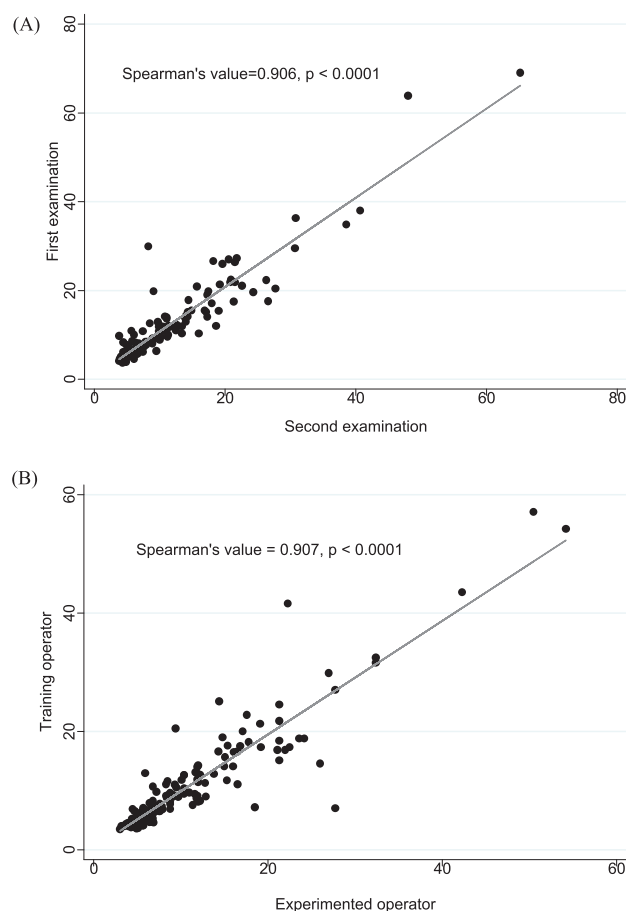 (A)
80
60
40
20
0
First examination
Spearman's value=0.906, p < 0.0001
0 20 40 60 80
Second examination
(B)
60
40
20
0
Training operator
Spearman's value = 0.907, p < 0.0001
0 20 40 60
Experimented operator